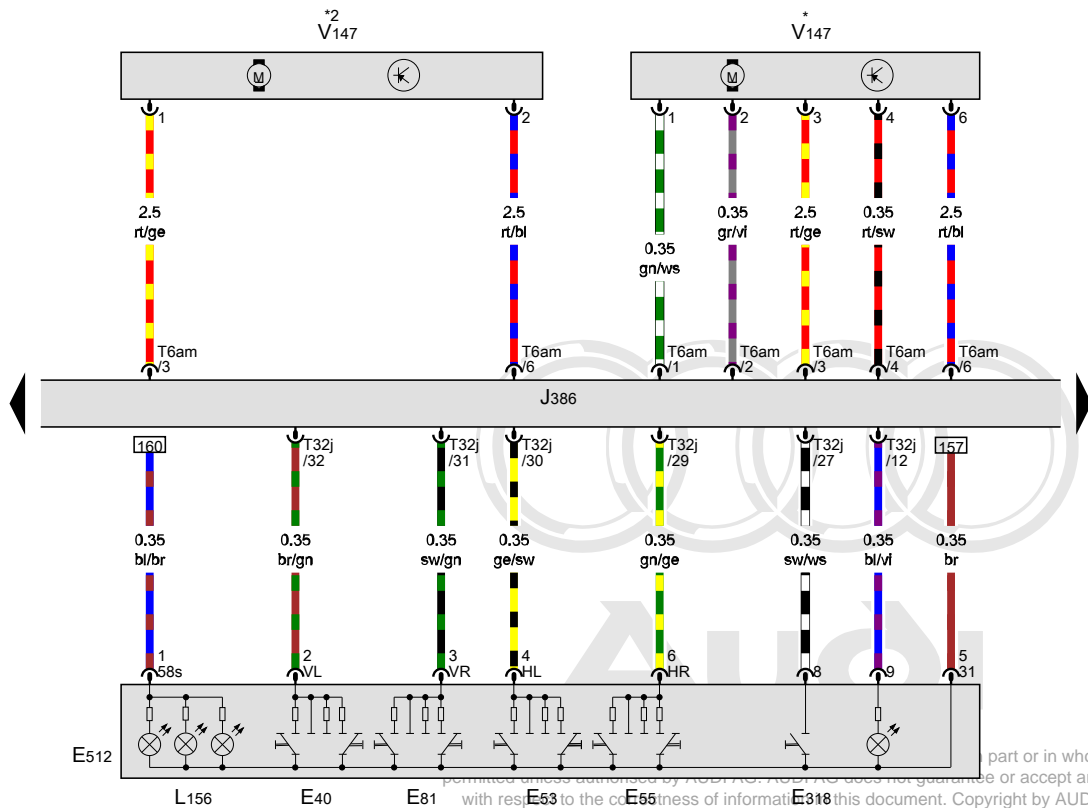 *2 *
V147 V147
M M
1 2 1 2 3 4 6
2.5 2.5 0.35 2.5 0.35 2.5
rt/ge rt/bl gr/vi rt/ge rt/sw rt/bl
0.35
gn/ws
T6am T6am T6am T6am T6am T6am T6am
/3 /6 /1 /2 /3 /4 /6
J386
160 T32j T32j T32j T32j T32j T32j 157
/32 /31 /30 /29 /27 /12
0.35 0.35 0.35 0.35 0.35 0.35 0.35 0.35
bl/br br/gn sw/gn ge/sw gn/ge sw/ws bl/vi br
Audi
1 2 3 4 6 8 9 5
58s VL VR HL HR 31
E512
part or in who
permitted unless authorised by AUDI AG. AUDI AG does not guarantee or accept an
with respect to the correctness of information in this document. Copyright by AUD
L156 E40 E81 E53 E55 E318